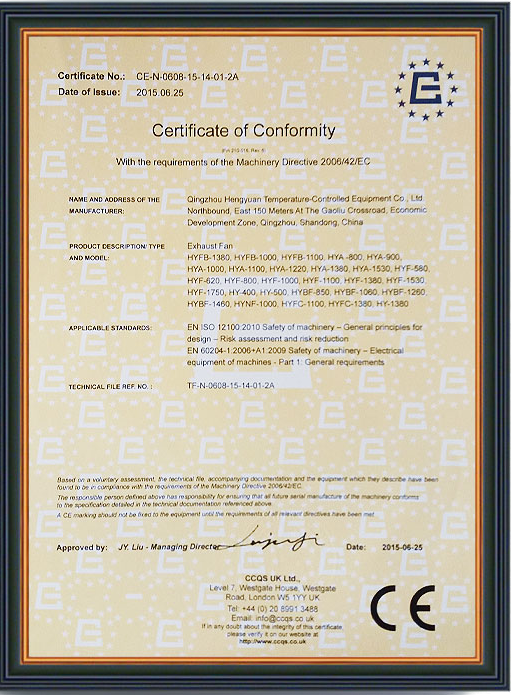 Certificate No.: CE-N-0608-15-14-01-2A
Date of Issue: 2015.06.25
Certificate of Conformity
With the requirements of the Machinery Directive 2006/42/EC
NAME AND ADDRESS OF THE MANUFACTURER:
Qingzhou Hengyuan Temperature-Controlled Equipment Co., Ltd
Northbound, East 150 Meters At The Gaoliu Crossroad, Economic
Development Zone, Qingzhou, Shandong, China
PRODUCT DESCRIPTION/ TYPE AND MODEL:
Exhaust Fan
HYFB-1380, HYFB-1000, HYFB-1100, HYA -800, HYA-900,
HYA-1000, HYA-1100, HYA-1220, HYA-1380, HYA-1530, HYF-580,
HYF-620, HYF-800, HYF-1000, HYF-1100, HYF-1380, HYF-1530,
HYF-1750, HY-400, HY-500, HYBF-850, HYBF-1060, HYBF-1260,
HYBF-1460, HYNF-1000, HYFC-1100, HYFC-1380, HY-1380
APPLICABLE STANDARDS:
EN ISO 12100:2010 Safety of machinery – General principles for
design – Risk assessment and risk reduction
EN 60204-1:2006+A1:2009 Safety of machinery – Electrical
equipment of machines - Part 1: General requirements
TECHNICAL FILE REF. NO. : TF-N-0608-15-14-01-2A
Based on a voluntary assessment, the technical file, accompanying documentation and the equipment which they describe have been
found to be in compliance with the requirements of the Machinery Directive 2006/42/EC.
The responsible person defined above has responsibility for ensuring that all future serial manufacture of the machinery conforms
to the specification detailed in the technical documentation referenced above.
A CE marking should not be fixed to the equipment until the requirements of all relevant directives have been met.
Approved by: JY. Liu - Managing Director Date: 2015-06-25
CCQS UK Ltd.,
Level 7, Westgate House, Westgate
Road, London W5 1YY UK
Tel: +44 (0) 20 8991 3488
Email: info@ccqs.co.uk
If in any doubt about the integrity of this certificate,
please verify it on our website at
http://www.ccqs.co.uk
CE